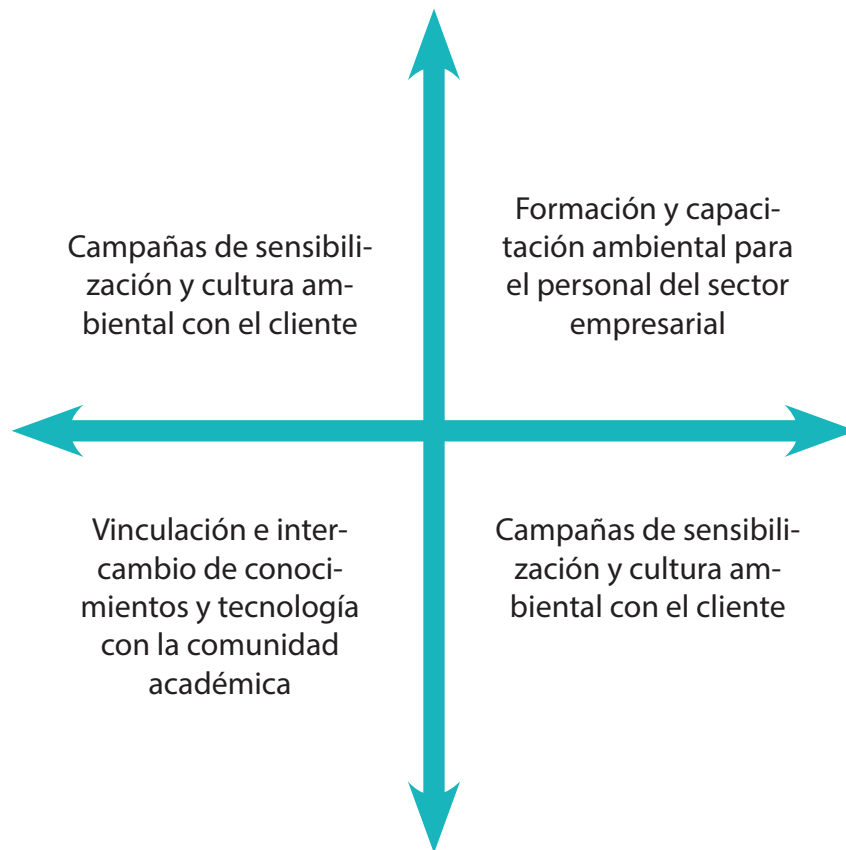 Campañas de sensibili-
zación y cultura am-
biental con el cliente
Formación y capaci-
tación ambiental para
el personal del sector
empresarial
Vinculación e inter-
cambio de conoci-
mientos y tecnología
con la comunidad
académica
Campañas de sensibili-
zación y cultura am-
biental con el cliente